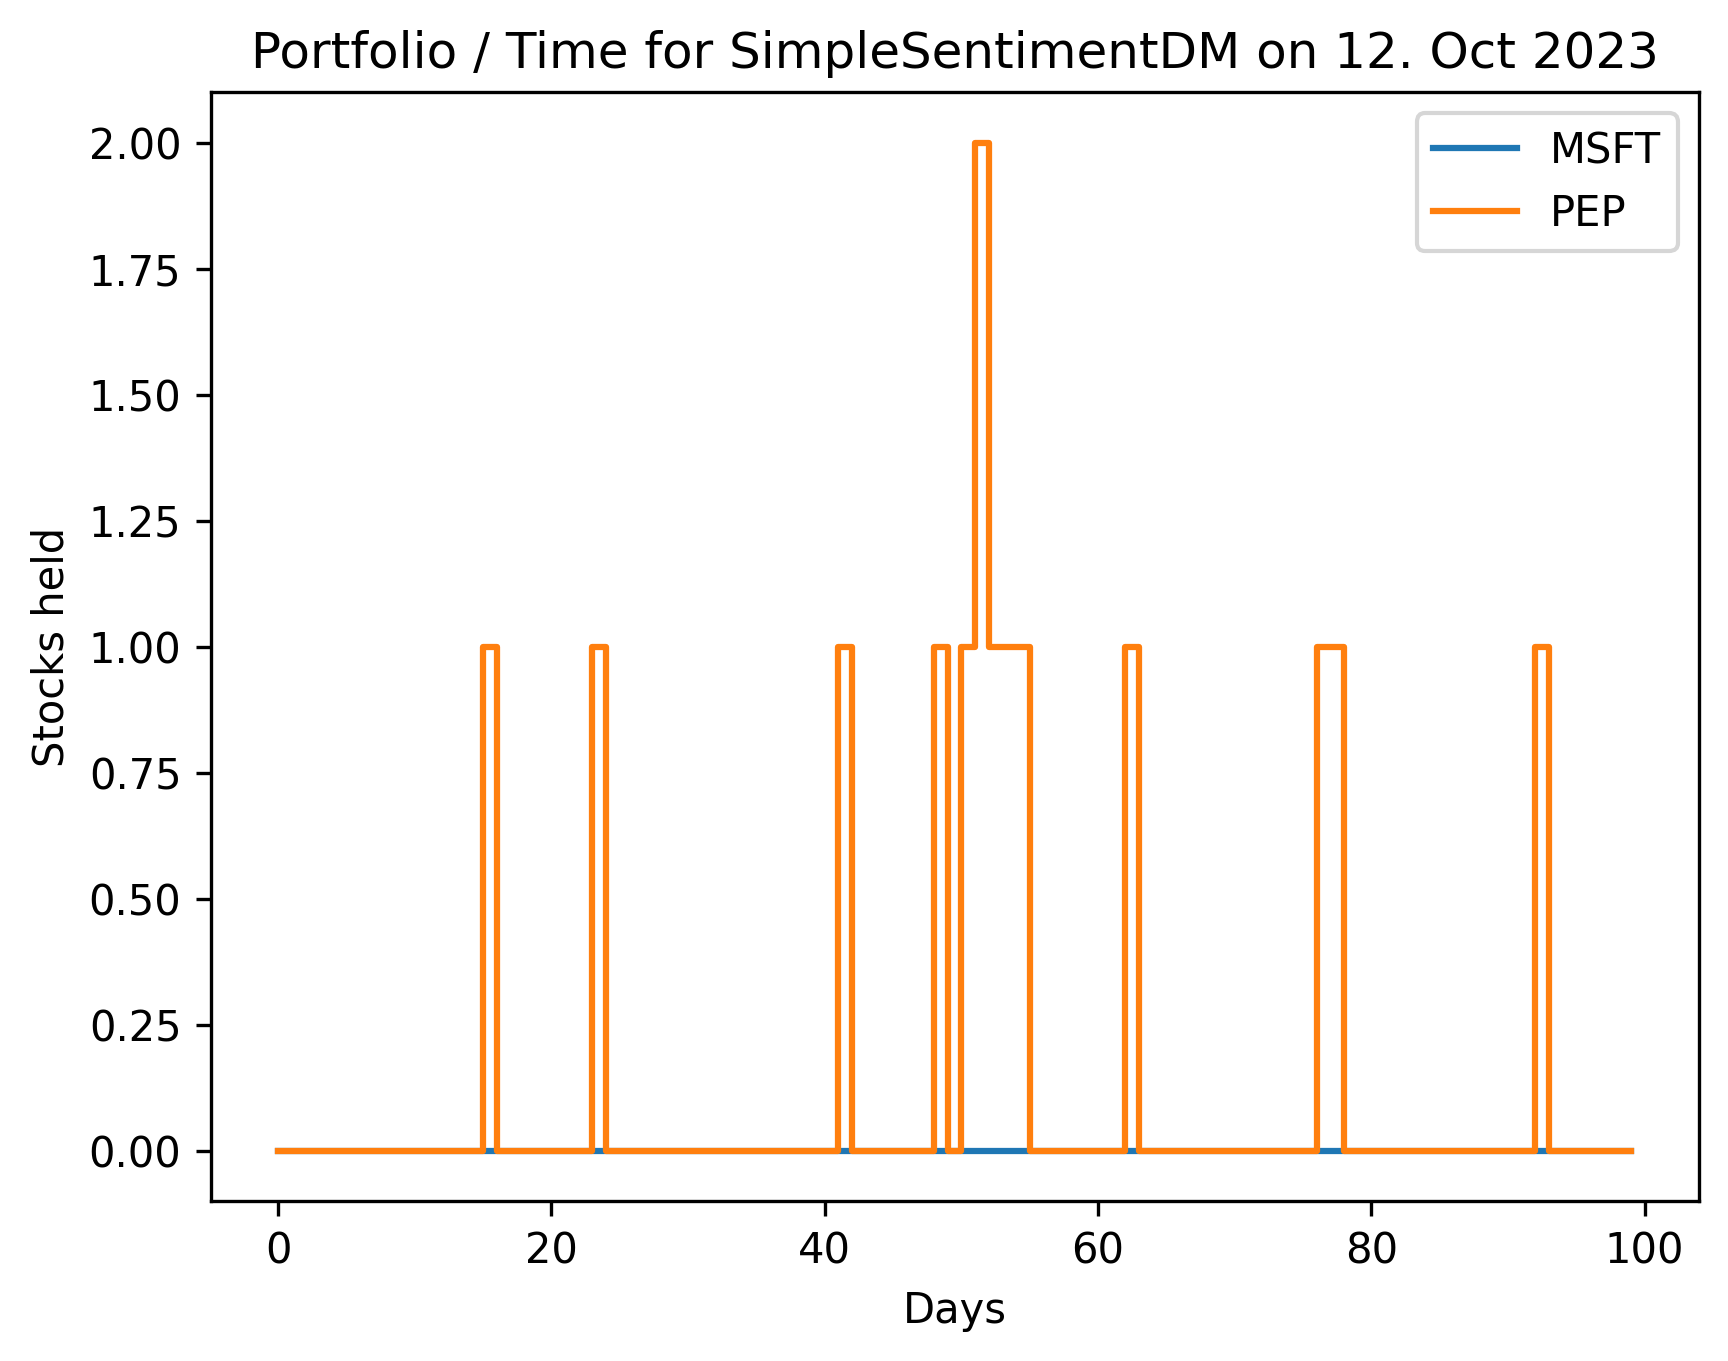 Portfolio / Time for SimpleSentimentDM on 12. Oct 2023
MSFT
PEP
2.00
1.75
1.50
1.25
1.00
0.75
0.50
0.25
0.00
Stocks held
0 20 40 60 80 100
Days